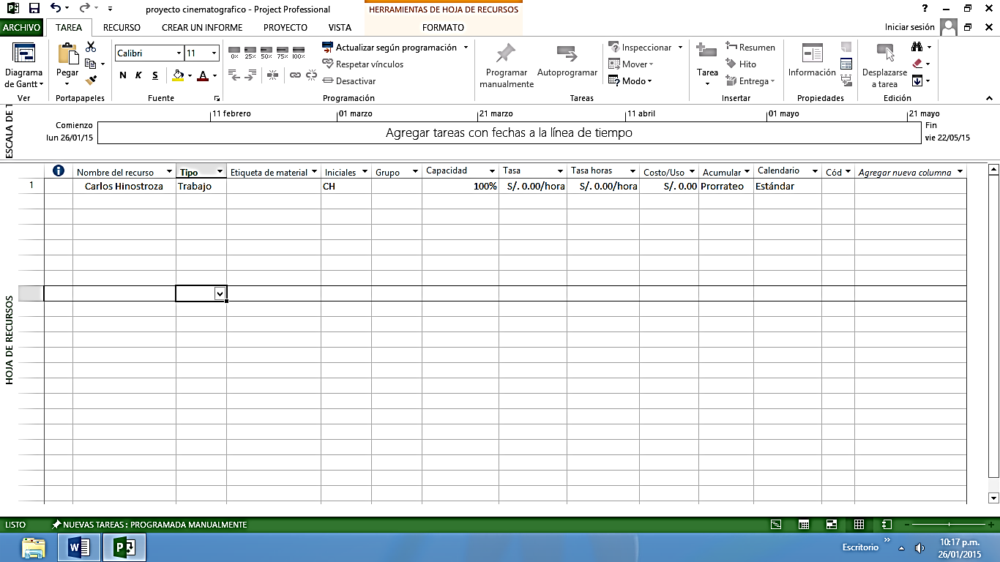 proyecto cinematografico - Project Professional
HERRAMIENTAS DE HOJA DE RECURSOS
?
ARCHIVO TAREA RECURSO CREAR UN INFORME PROYECTO VISTA FORMATO Iniciar sesión
Diagrama de Gantt
Ver
Pegar
Portapapeles
Calibri 11
N K S A
Fuente
0% 25% 50% 75% 100%
Actualizar según programación
Respetar vínculos
Desactivar
Programación
Programar manualmente
Autoprogramar
Inspeccionar
Mover
Modo
Tareas
Tarea
Resumen
Hito
Entrega
Insertar
Información
Propiedades
Desplazarse a tarea
Edición
ESCALA DE T
11 febrero 01 marzo 21 marzo 11 abril 01 mayo 21 mayo
Comienzo
lun 26/01/15
Agregar tareas con fechas a la línea de tiempo
Fin
vie 22/05/15
Nombre del recurso Tipo Etiqueta de material Iniciales Grupo Capacidad Tasa Tasa horas Costo/Uso Acumular Calendario Cód Agregar nueva columna
1 Carlos Hinostroza Trabajo CH 100% S/. 0.00/hora S/. 0.00/hora S/. 0.00 Prorrateo Estándar
HOJA DE RECURSOS
LISTO NUEVAS TAREAS : PROGRAMADA MANUALMENTE
Escritorio
10:17 p.m.
26/01/2015